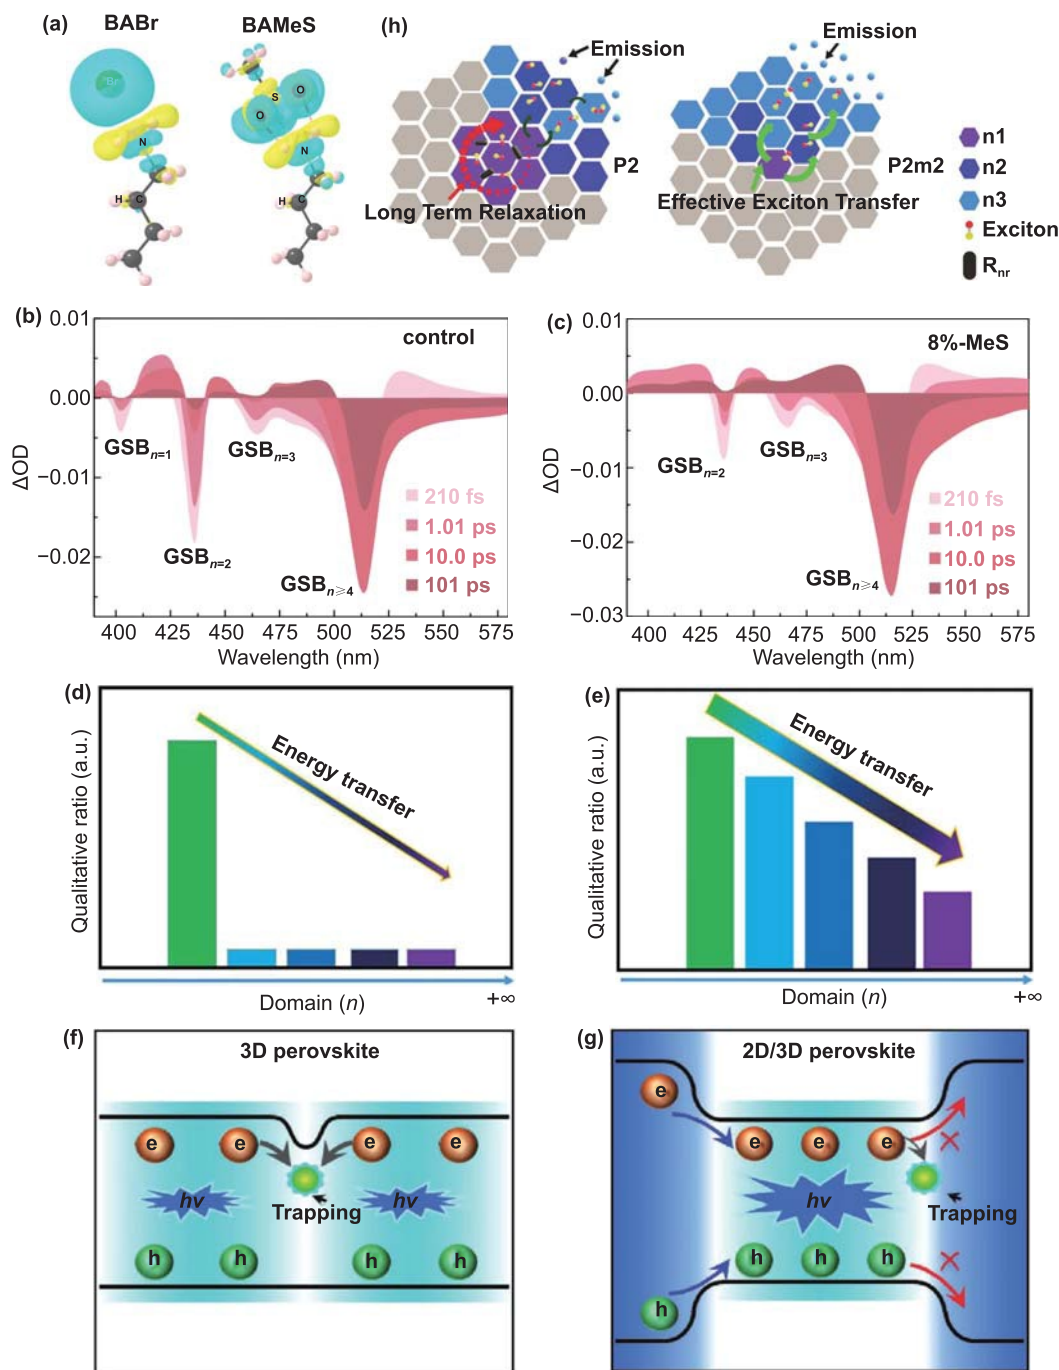 (a)
BABr
BAMeS
Br
N
H
C
S
O
O
N
H
C
(h)
Emission
Emission
P2
P2m2
Long Term Relaxation
Effective Exciton Transfer
n1
n2
n3
Exciton
Rnr
(b)
control
0.01
0.00
−0.01
−0.02
ΔOD
GSBn=1
GSBn=2
GSBn=3
GSBn⩾4
210 fs
1.01 ps
10.0 ps
101 ps
400 425 450 475 500 525 550 575
Wavelength (nm)
(c)
8%-MeS
0.01
0.00
−0.01
−0.02
−0.03
ΔOD
GSBn=2
GSBn=3
GSBn⩾4
210 fs
1.01 ps
10.0 ps
101 ps
400 425 450 475 500 525 550 575
Wavelength (nm)
(d)
Qualitative ratio (a.u.)
Energy transfer
Domain (n)
+∞
(e)
Qualitative ratio (a.u.)
Energy transfer
Domain (n)
+∞
(f)
3D perovskite
e e e e
hv hv
Trapping
h h h h
(g)
2D/3D perovskite
e
e e e
hv
Trapping
h h h
h